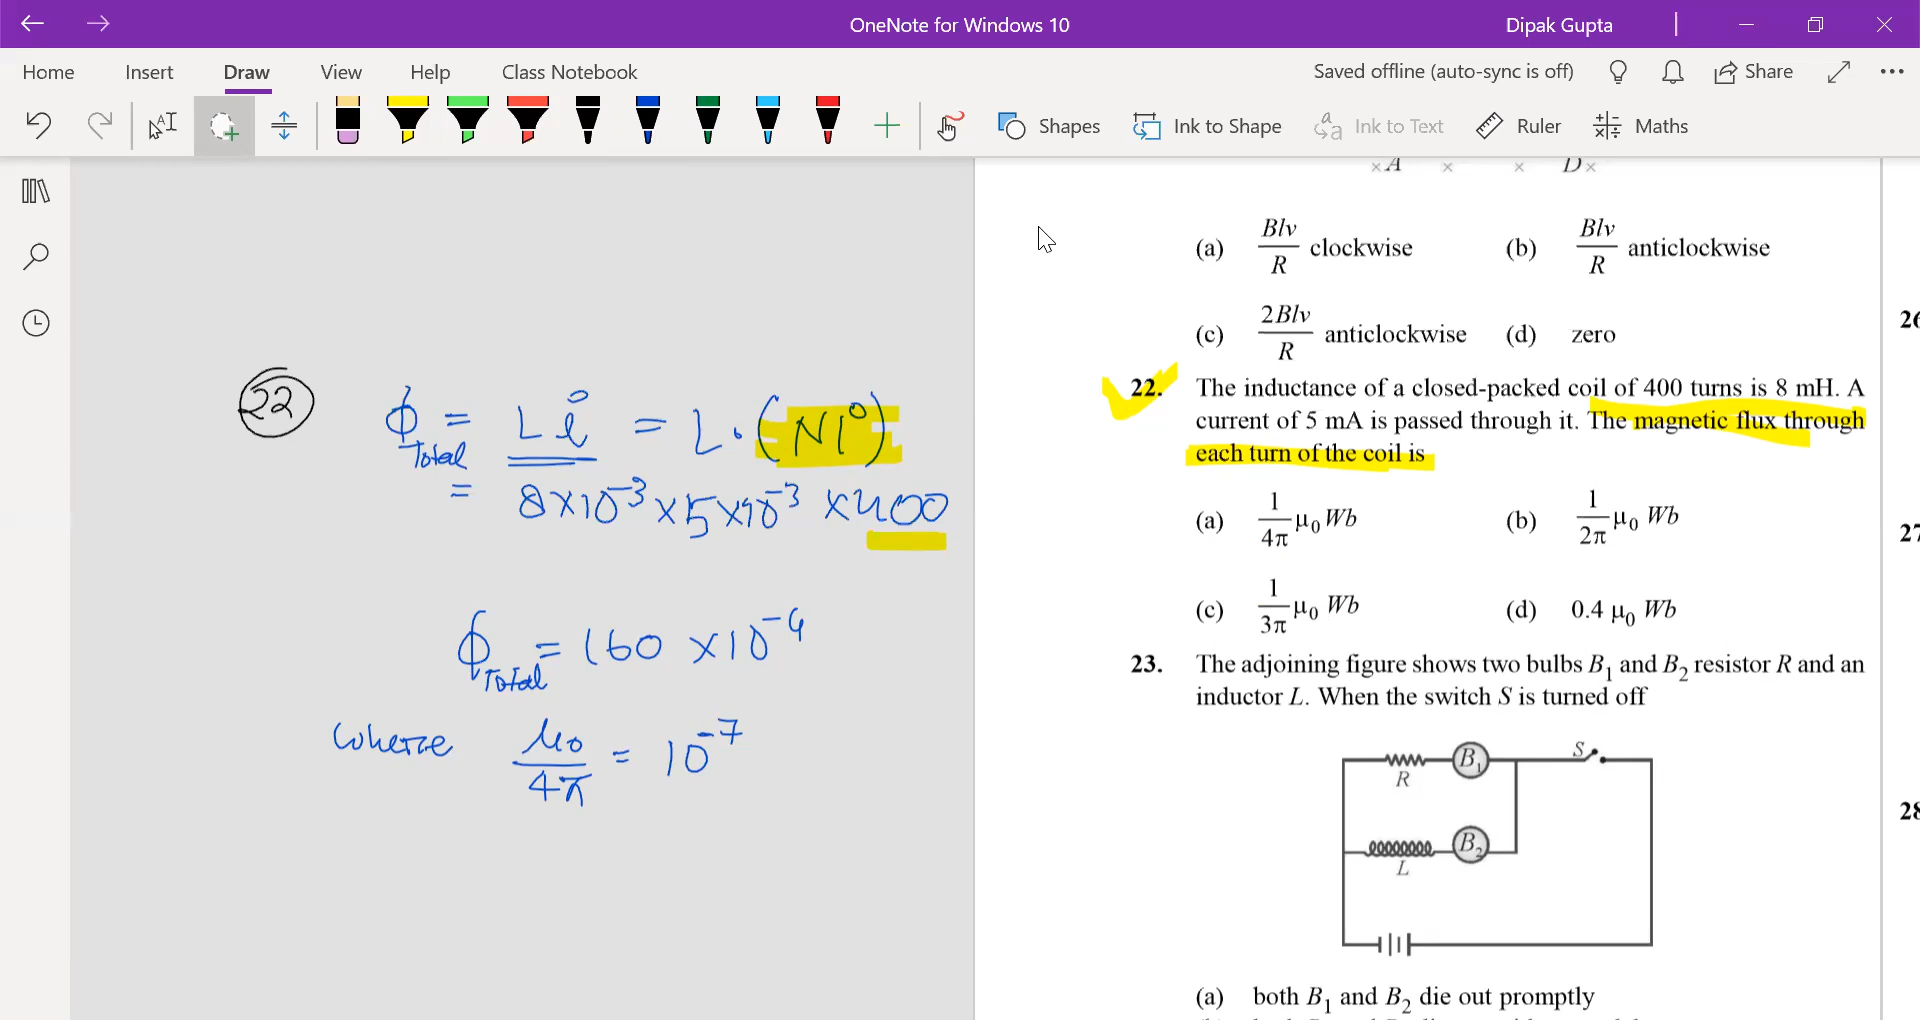 OneNote for Windows 10
Dipak Gupta
Home Insert Draw View Help Class Notebook
Saved offline (auto-sync is off) Share
Shapes Ink to Shape Ink to Text Ruler Maths
×A × × D×
(a) Blv/R clockwise (b) Blv/R anticlockwise
(c) 2Blv/R anticlockwise (d) zero
22. The inductance of a closed-packed coil of 400 turns is 8 mH. A
current of 5 mA is passed through it. The magnetic flux through
each turn of the coil is
(a) 1/4π μ₀ Wb (b) 1/2π μ₀ Wb
(c) 1/3π μ₀ Wb (d) 0.4 μ₀ Wb
23. The adjoining figure shows two bulbs B₁ and B₂ resistor R and an
inductor L. When the switch S is turned off
R B₁ S
L B₂
(a) both B₁ and B₂ die out promptly
26
27
28
22
ϕ Total = Li = L·(Ni)
= 8×10⁻³ ×5×10⁻³ ×400
ϕ Total = 160 ×10⁻⁴
where μ₀/4π = 10⁻⁷